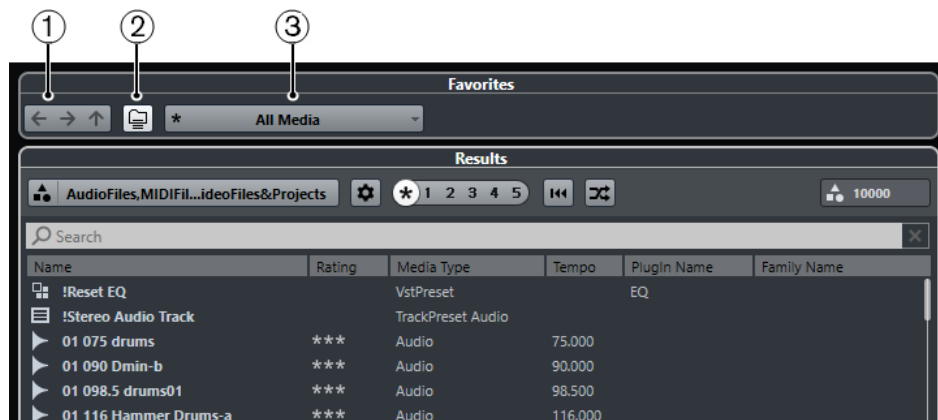 1 2 3
Favorites
* All Media
Results
AudioFiles,MIDIFil...ideoFiles&Projects * 1 2 3 4 5 10000
Search
Name Rating Media Type Tempo PlugIn Name Family Name
!Reset EQ VstPreset EQ
!Stereo Audio Track TrackPreset Audio
01 075 drums *** Audio 75.000
01 090 Dmin-b *** Audio 90.000
01 098.5 drums01 *** Audio 98.500
01 116 Hammer Drums-a *** Audio 116.000